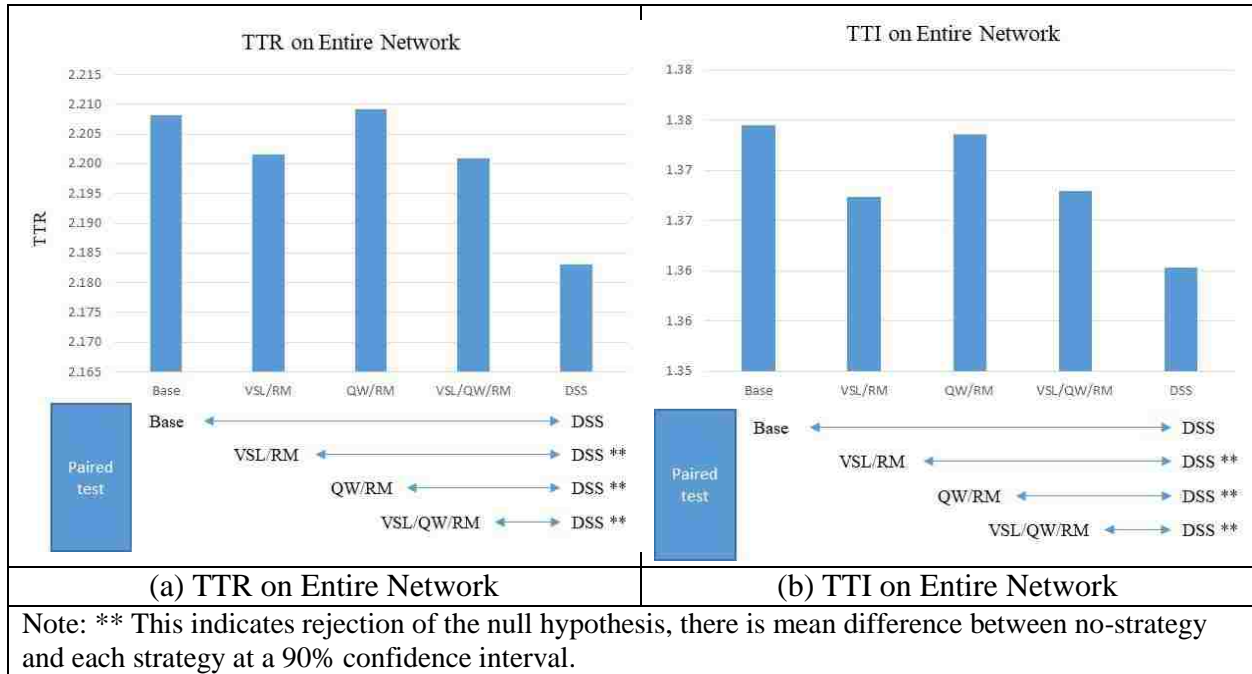 TTR on Entire Network
2.215
2.210
2.205
2.200
2.195
2.190
2.185
2.180
2.175
2.170
2.165
TTR
Base VSL/RM QW/RM VSL/QW/RM DSS
Paired
test
Base DSS
VSL/RM DSS **
QW/RM DSS **
VSL/QW/RM DSS **
TTI on Entire Network
1.38
1.38
1.37
1.37
1.36
1.36
1.35
Base VSL/RM QW/RM VSL/QW/RM DSS
Paired
test
Base DSS
VSL/RM DSS **
QW/RM DSS **
VSL/QW/RM DSS **
(a) TTR on Entire Network
(b) TTI on Entire Network
Note: ** This indicates rejection of the null hypothesis, there is mean difference between no-strategy
and each strategy at a 90% confidence interval.